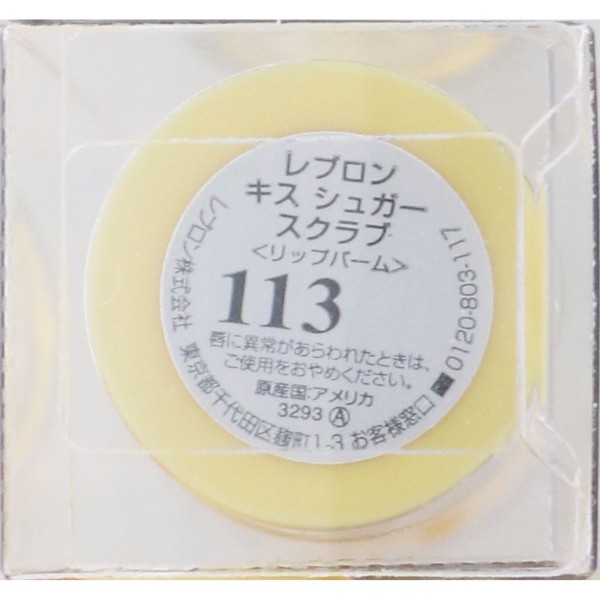 レブロン
キス シュガー
スクラブ
<リップバーム>
113
唇に異常があらわれたときは、
ご使用をおやめください。
原産国:アメリカ
3293 Ⓐ
レブロン株式会社 東京都千代田区麹町1-3 お客様窓口 0120-803-117